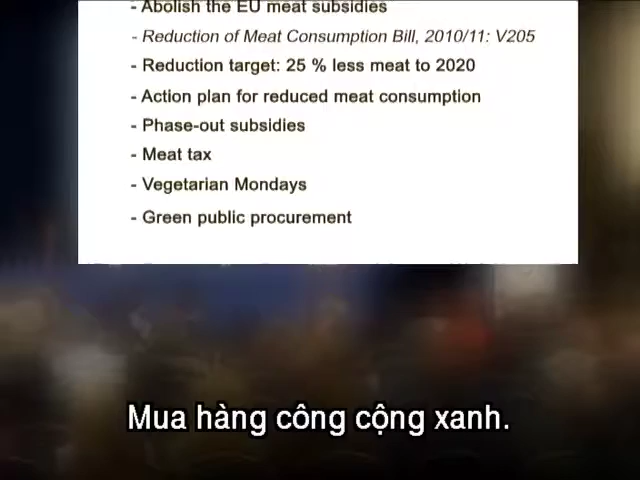 - Abolish the EU meat subsidies
- Reduction of Meat Consumption Bill, 2010/11: V205
- Reduction target: 25 % less meat to 2020
- Action plan for reduced meat consumption
- Phase-out subsidies
- Meat tax
- Vegetarian Mondays
- Green public procurement
Mua hàng công cộng xanh.